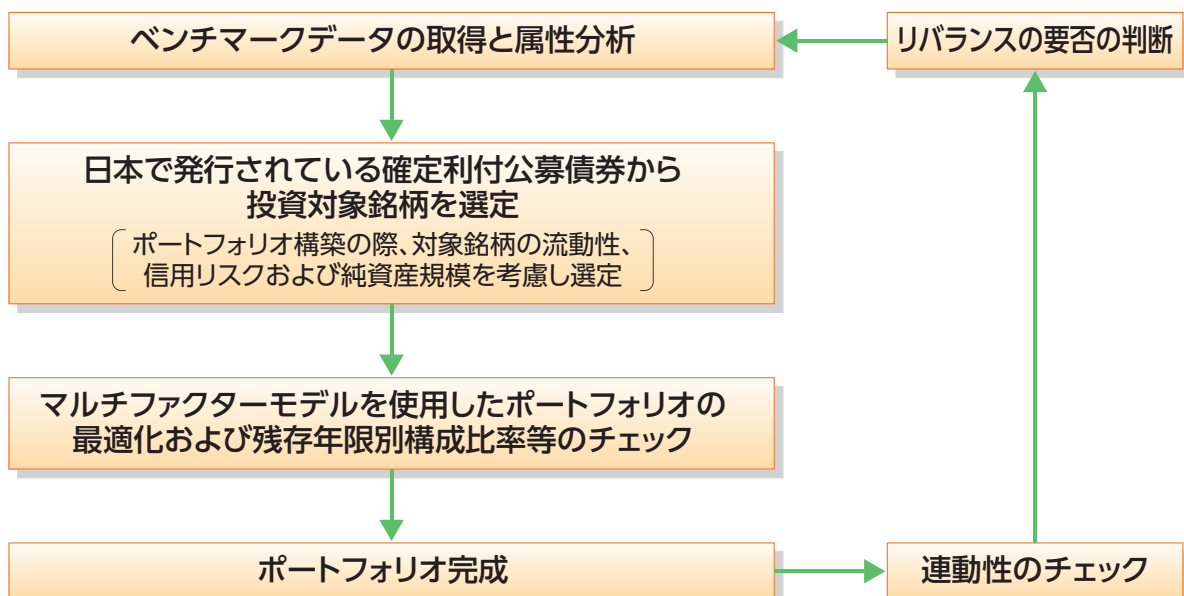 ベンチマークデータの取得と属性分析
リバランスの要否の判断
日本で発行されている確定利付公募債券から
投資対象銘柄を選定
ポートフォリオ構築の際、対象銘柄の流動性、
信用リスクおよび純資産規模を考慮し選定
マルチファクターモデルを使用したポートフォリオの
最適化および残存年限別構成比率等のチェック
ポートフォリオ完成
連動性のチェック